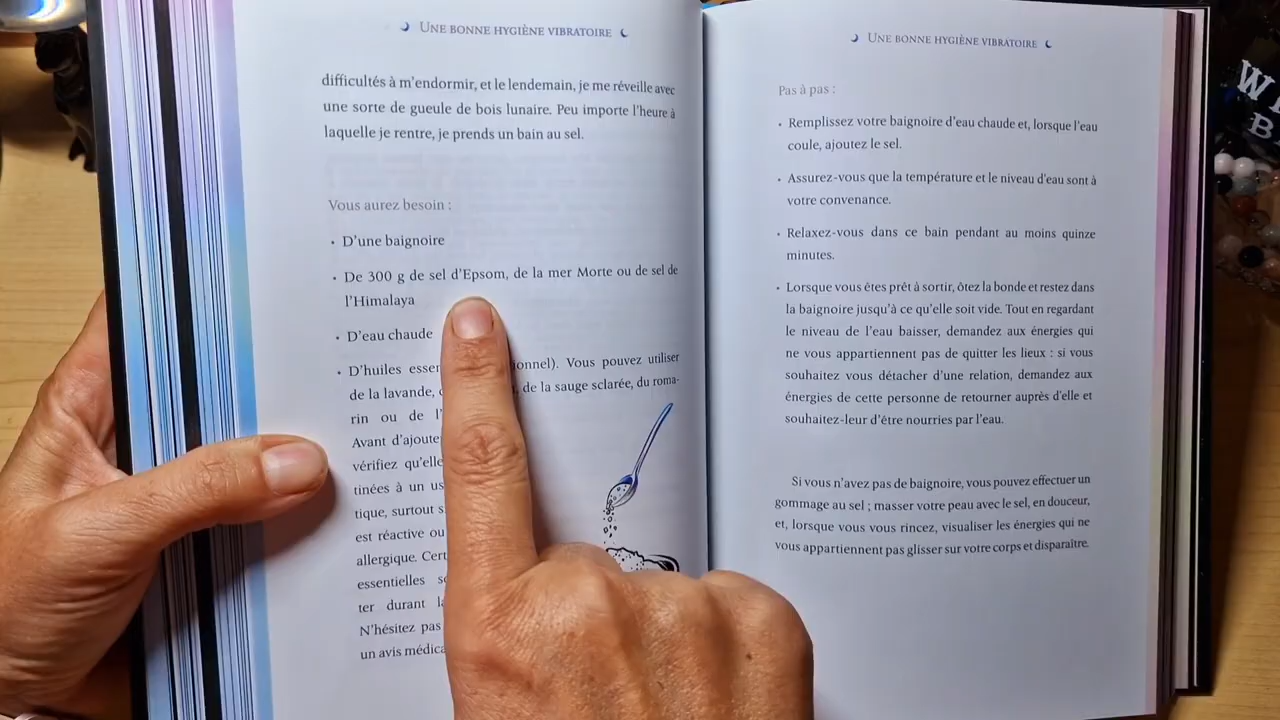 UNE BONNE HYGIÈNE VIBRATOIRE
difficultés à m'endormir, et le lendemain, je me réveille avec
une sorte de gueule de bois lunaire. Peu importe l'heure à
laquelle je rentre, je prends un bain au sel.
Vous aurez besoin :
• D'une baignoire
• De 300 g de sel d'Epsom, de la mer Morte ou de sel de
l'Himalaya
• D'eau chaude
• D'huiles ionnel). Vous pouvez utiliser
de la lavande, de la sauge sclarée, du roma-
rin ou de
Avant
vérifiez
tinées à un
tique, surtout
est réactive ou
allergique.
essentielles
ter durant
N'hésitez pas
un avis
UNE BONNE HYGIÈNE VIBRATOIRE
Pas à pas :
• Remplissez votre baignoire d'eau chaude et, lorsque l'eau
coule, ajoutez le sel.
• Assurez-vous que la température et le niveau d'eau sont à
votre convenance.
• Relaxez-vous dans ce bain pendant au moins quinze
minutes.
• Lorsque vous êtes prêt à sortir, ôtez la bonde et restez dans
la baignoire jusqu'à ce qu'elle soit vide. Tout en regardant
le niveau de l'eau baisser, demandez aux énergies qui
ne vous appartiennent pas de quitter les lieux : si vous
souhaitez vous détacher d'une relation, demandez aux
énergies de cette personne de retourner auprès d'elle et
souhaitez-leur d'être nourries par l'eau.
Si vous n'avez pas de baignoire, vous pouvez effectuer un
gommage au sel ; masser votre peau avec le sel, en douceur,
et, lorsque vous vous rincez, visualiser les énergies qui ne
vous appartiennent pas glisser sur votre corps et disparaître.